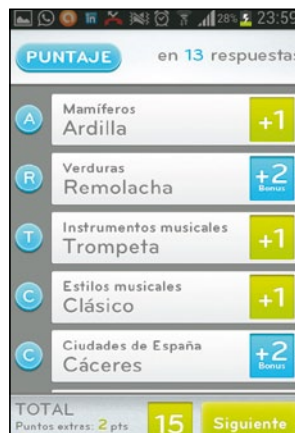 28% 23:59
PUNTAJE en 13 respuestas
A Mamíferos +1
Ardilla
R Verduras +2
Remolacha Bonus
T Instrumentos musicales +1
Trompeta
C Estilos musicales +1
Clásico
C Ciudades de España +2
Cáceres Bonus
TOTAL
Puntos extras: 2 pts 15 Siguiente